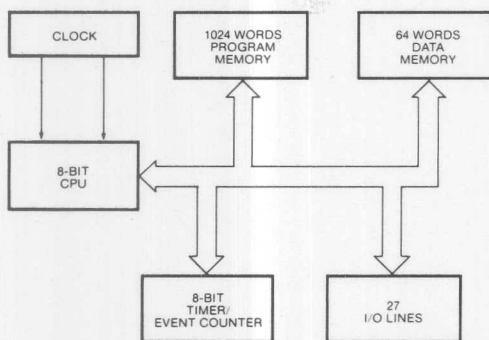 CLOCK
1024 WORDS
PROGRAM
MEMORY
64 WORDS
DATA
MEMORY
8-BIT
CPU
8-BIT
TIMER/
EVENT COUNTER
27
I/O LINES